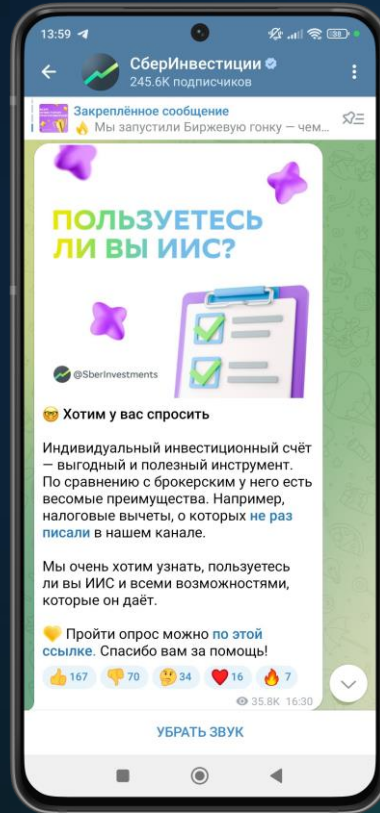 13:59
СберИнвестиции
245.6K подписчиков
Закреплённое сообщение
🔥 Мы запустили Биржевую гонку — чем...
ПОЛЬЗУЕТЕСЬ
ЛИ ВЫ ИИС?
@SberInvestments
🤓 Хотим у вас спросить
Индивидуальный инвестиционный счёт
— выгодный и полезный инструмент.
По сравнению с брокерским у него есть
весомые преимущества. Например,
налоговые вычеты, о которых не раз
писали в нашем канале.
Мы очень хотим узнать, пользуетесь
ли вы ИИС и всеми возможностями,
которые он даёт.
💛 Пройти опрос можно по этой
ссылке. Спасибо вам за помощь!
👍 167 👎 70 🤔 34 ❤️ 16 🔥 7
35.8K 16:30
УБРАТЬ ЗВУК